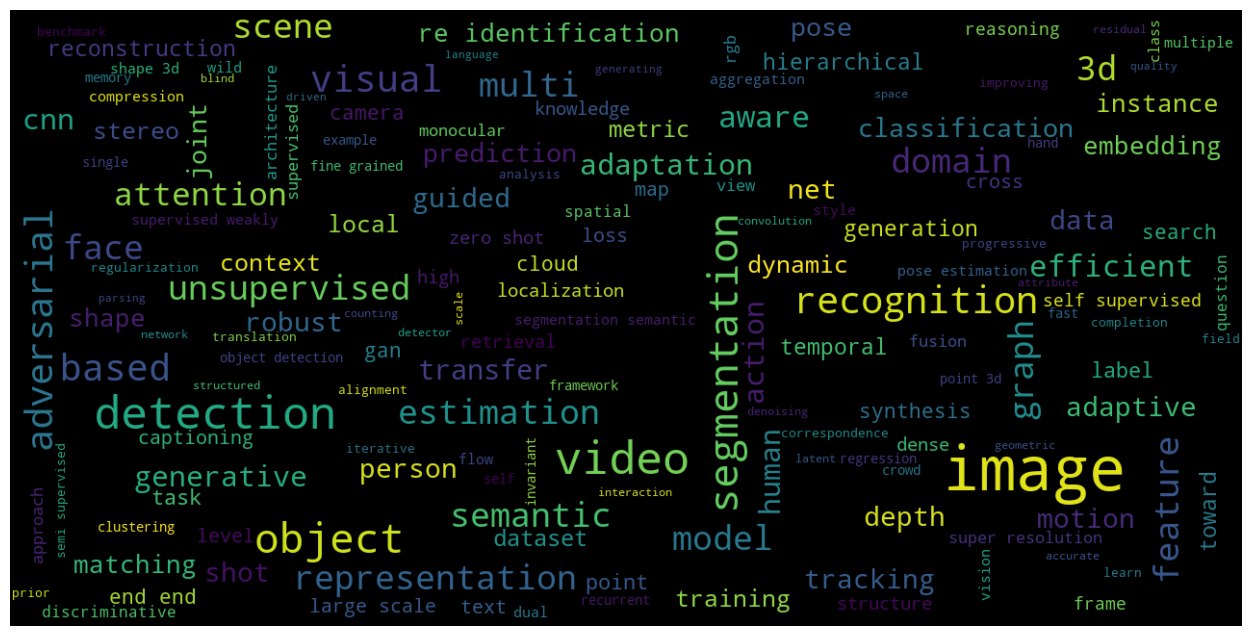 benchmark
scene
re identification
pose
reasoning
residual
class
multiple
reconstruction
language
rgb
hierarchical
3d
quality
shape 3d
wild
memory
blind
visual
multi
generating
aggregation
improving
compression
architecture
driven
knowledge
space
instance
cnn
stereo
joint
supervised
camera
example
monocular
metric
aware
classification
hand
embedding
single
fine grained
prediction
analysis
adaptation
domain
cross
attention
guided
map
view
net
supervised weakly
local
spatial
convolution
style
generation
data
search
adversarial
face
zero shot
loss
progressive
regularization
context
cloud
dynamic
pose estimation
efficient
attribute
unsupervised
high
localization
recognition
self supervised
question
parsing
shape
robust
counting
scale
segmentation semantic
segmentation
action
fast
completion
network
translation
detector
retrieval
temporal
fusion
graph
field
based
object detection
gan
transfer
structured
alignment
framework
point 3d
label
detection
estimation
denoising
synthesis
adaptive
captioning
iterative
correspondence
dense
geometric
generative
person
flow
invariant
video
human
latent
regression
crowd
image
feature
task
self
interaction
semi supervised
approach
clustering
level
object
semantic
dataset
model
depth
motion
toward
super resolution
matching
shot
accurate
prior
end end
representation
point
tracking
vision
learn
discriminative
large scale
text
dual
recurrent
training
structure
frame